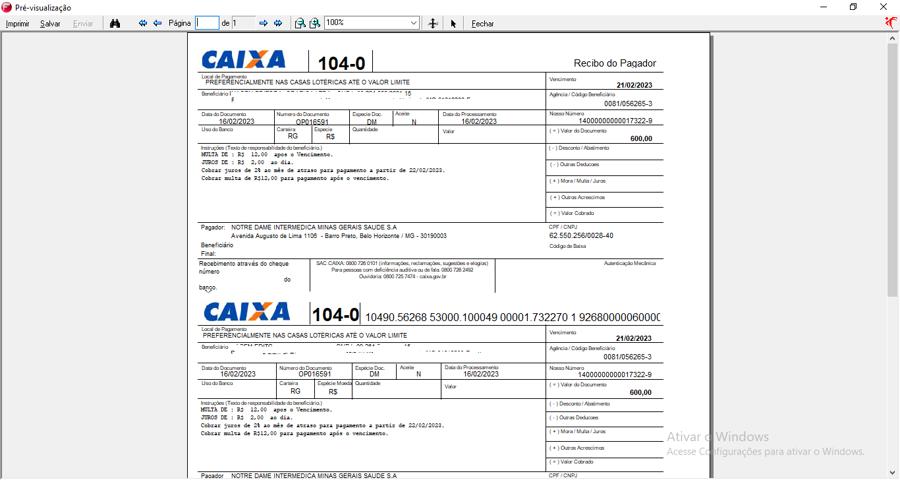 Pré-visualização
Imprimir Salvar Enviar Página de 1 100% Fechar
CAIXA 104-0 Recibo do Pagador
Local de Pagamento
PREFERENCIALMENTE NAS CASAS LOTÉRICAS ATÉ O VALOR LIMITE
Vencimento
21/02/2023
Beneficiário
Agência / Código Beneficiário
0081/056265-3
Data do Documento Número do Documento Espécie Doc. Aceite Data do Processamento Nosso Número
16/02/2023 OP016591 DM N 16/02/2023 14000000000017322-9
Uso do Banco Carteira Espécie Quantidade Valor ( = ) Valor do Documento
RG R$ 600,00
Instruções (Texto de responsabilidade do beneficiário.)
MULTA DE : R$ 12,00 apos o Vencimento.
JUROS DE : R$ 2,00 ao dia.
Cobrar juros de 2% ao mês de atraso para pagamento a partir de 22/02/2023.
Cobrar multa de R$12,00 para pagamento após o vencimento.
( - ) Desconto / Abatimento
( - ) Outras Deducoes
( + ) Mora / Multa / Juros
( + ) Outros Acrescimos
( = ) Valor Cobrado
Pagador: NOTRE DAME INTERMEDICA MINAS GERAIS SAUDE S.A CPF / CNPJ
Avenida Augusto de Lima 1106 - Barro Preto, Belo Horizonte / MG - 30190003 62.550.256/0028-40
Beneficiário Código de Baixa
Final:
Recebimento através do cheque
número
do
banco.
SAC CAIXA: 0800 726 0101 (informações, reclamações, sugestões e elogios)
Para pessoas com deficiência auditiva ou de fala: 0800 726 2492
Ouvidoria: 0800 725 7474 - caixa.gov.br
Autenticação Mecânica
CAIXA 104-0 10490.56268 53000.100049 00001.732270 1 9268000006000
Local de Pagamento
PREFERENCIALMENTE NAS CASAS LOTÉRICAS ATÉ O VALOR LIMITE
Vencimento
21/02/2023
Beneficiário
Agência / Código Beneficiário
0081/056265-3
Data do Documento Número do Documento Espécie Doc. Aceite Data do Processamento Nosso Número
16/02/2023 OP016591 DM N 16/02/2023 14000000000017322-9
Uso do Banco Carteira Espécie Moeda Quantidade Valor ( = ) Valor do Documento
RG R$ 600,00
Instruções (Texto de responsabilidade do beneficiário.)
MULTA DE : R$ 12,00 apos o Vencimento.
JUROS DE : R$ 2,00 ao dia.
Cobrar juros de 2% ao mês de atraso para pagamento a partir de 22/02/2023.
Cobrar multa de R$12,00 para pagamento após o vencimento.
( - ) Desconto / Abatimento
( - ) Outras Deducoes
( + ) Mora / Multa / Juros
( + ) Outros Acrescimos
( = ) Valor Cobrado
Pagador NOTRE DAME INTERMEDICA MINAS GERAIS SAUDE S.A CPF / CNPJ
Ativar o Windows
Acesse Configurações para ativar o Windows.